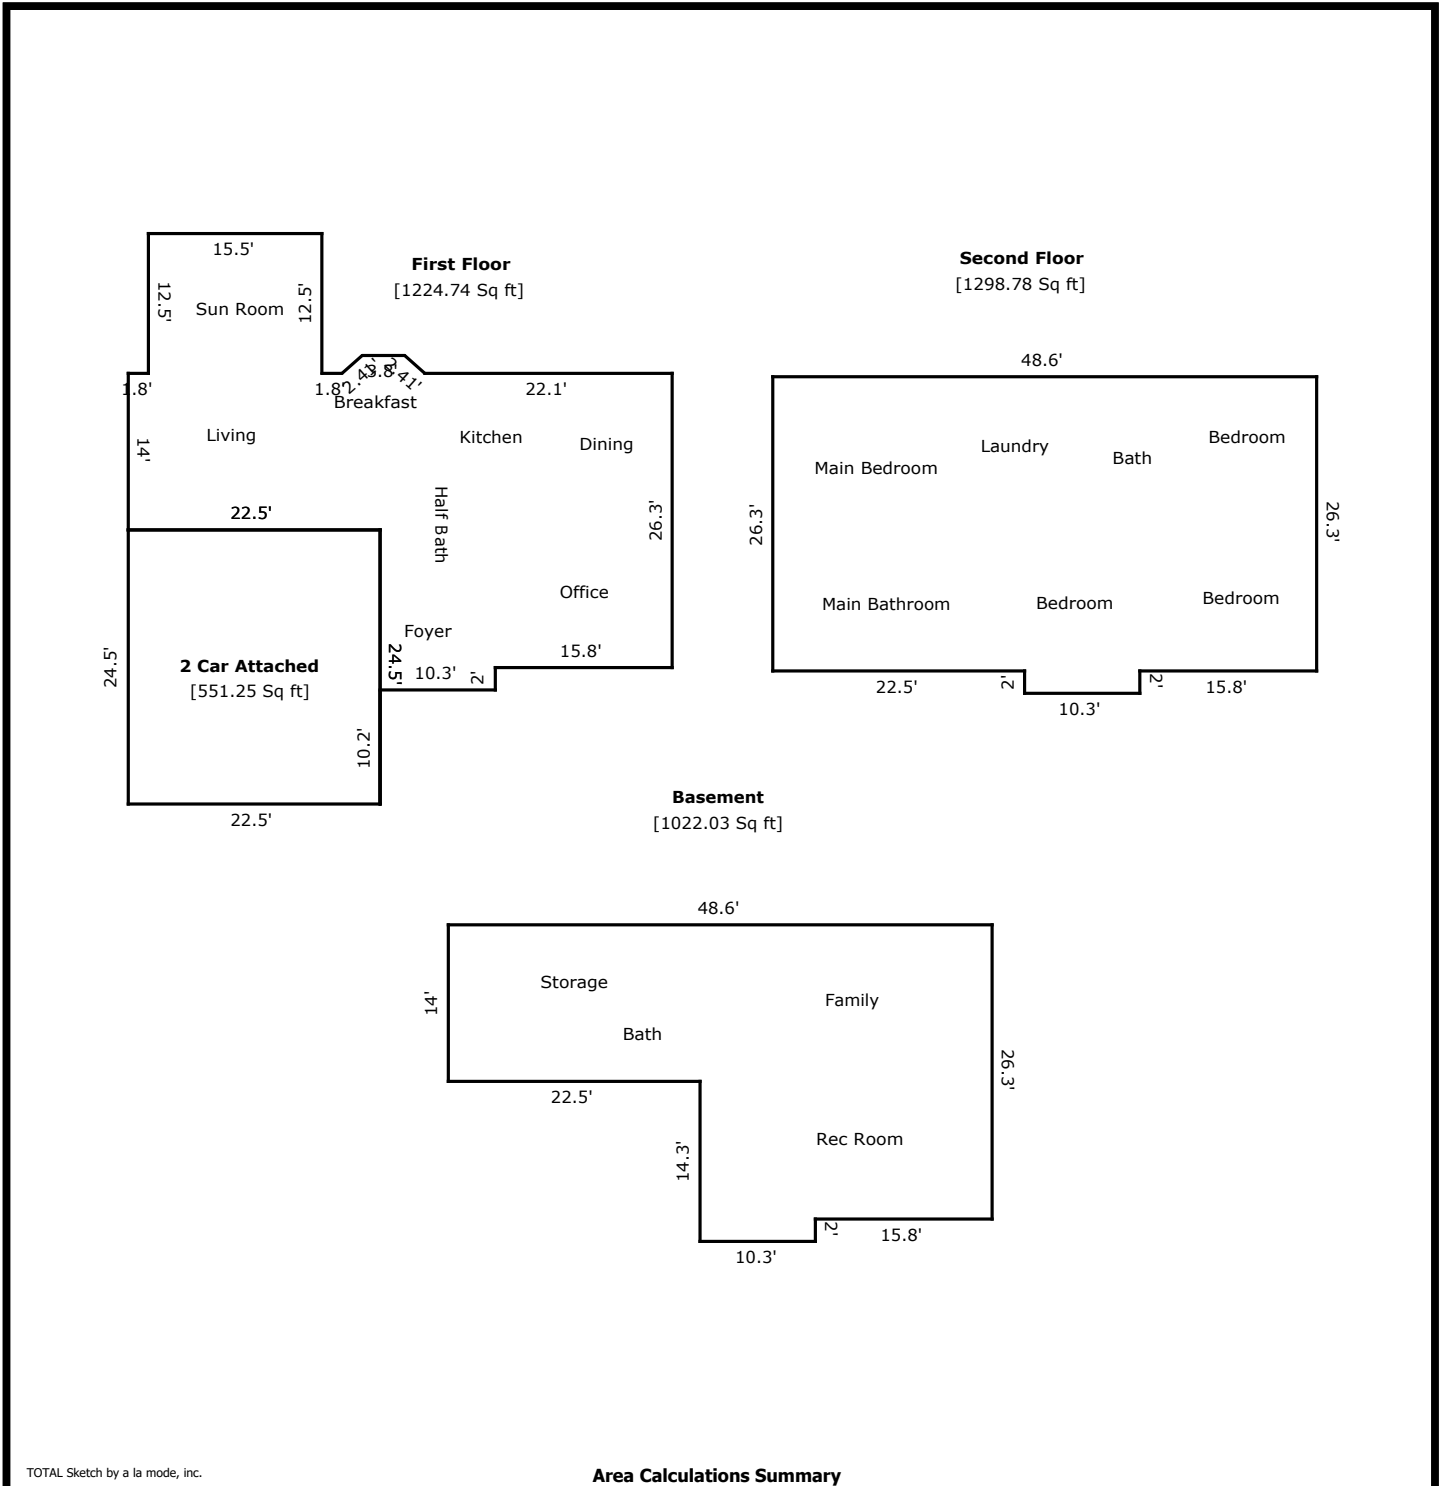 15.5'
12.5'
Sun Room
12.5'
First Floor
[1224.74 Sq ft]
1.8'
1.8'
2.41'
3.8'
2.41'
22.1'
Breakfast
14'
Living
Kitchen
Dining
Half Bath
26.3'
22.5'
Office
Foyer
24.5'
2 Car Attached
[551.25 Sq ft]
24.5'
10.3'
2'
15.8'
10.2'
22.5'
Second Floor
[1298.78 Sq ft]
48.6'
Main Bedroom
Laundry
Bath
Bedroom
26.3'
26.3'
Main Bathroom
Bedroom
Bedroom
22.5'
2'
10.3'
2'
15.8'
Basement
[1022.03 Sq ft]
48.6'
14'
Storage
Family
Bath
26.3'
22.5'
14.3'
Rec Room
10.3'
2'
15.8'
TOTAL Sketch by a la mode, inc.
Area Calculations Summary